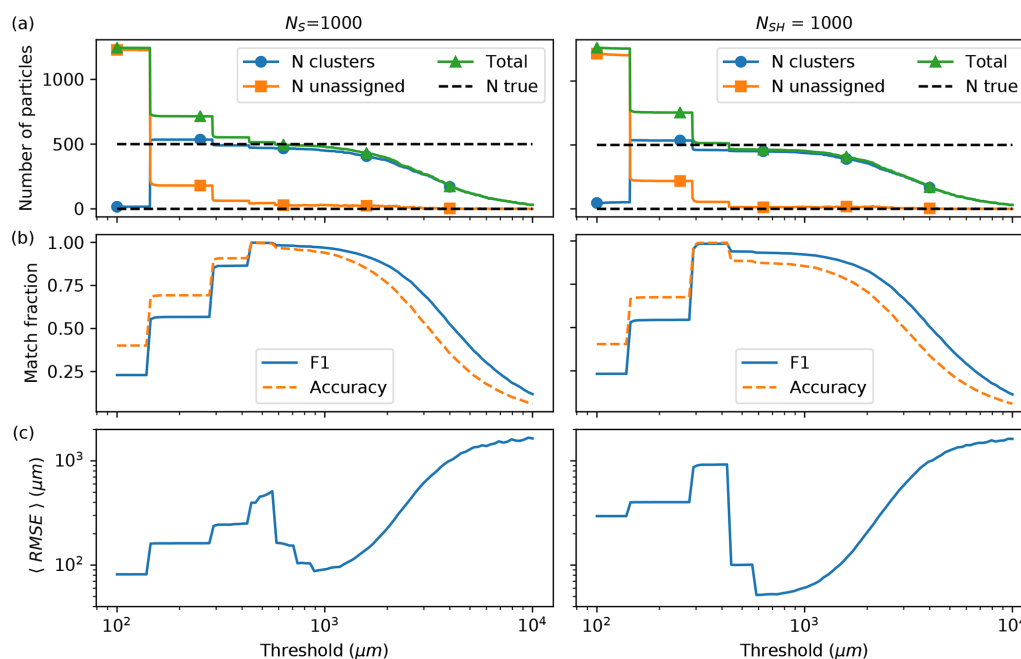 (a)
N_S=1000
N_SH = 1000
Number of particles
1000
500
0
N clusters
N unassigned
Total
N true
N clusters
N unassigned
Total
N true
(b)
Match fraction
1.00
0.75
0.50
0.25
F1
Accuracy
F1
Accuracy
(c)
⟨ RMSE ⟩ (μm)
10³
10²
10² 10³ 10⁴
10² 10³ 10⁴
Threshold (μm)
Threshold (μm)